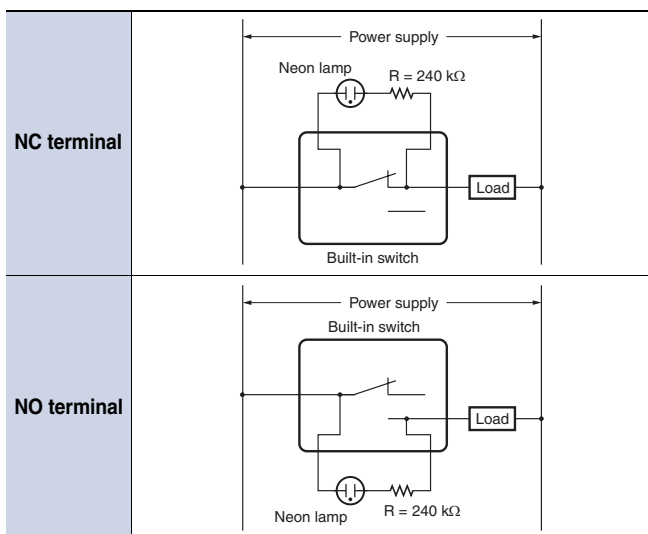 NC terminal
Power supply
Neon lamp
R = 240 kΩ
Load
Built-in switch
NO terminal
Power supply
Built-in switch
Load
Neon lamp
R = 240 kΩ